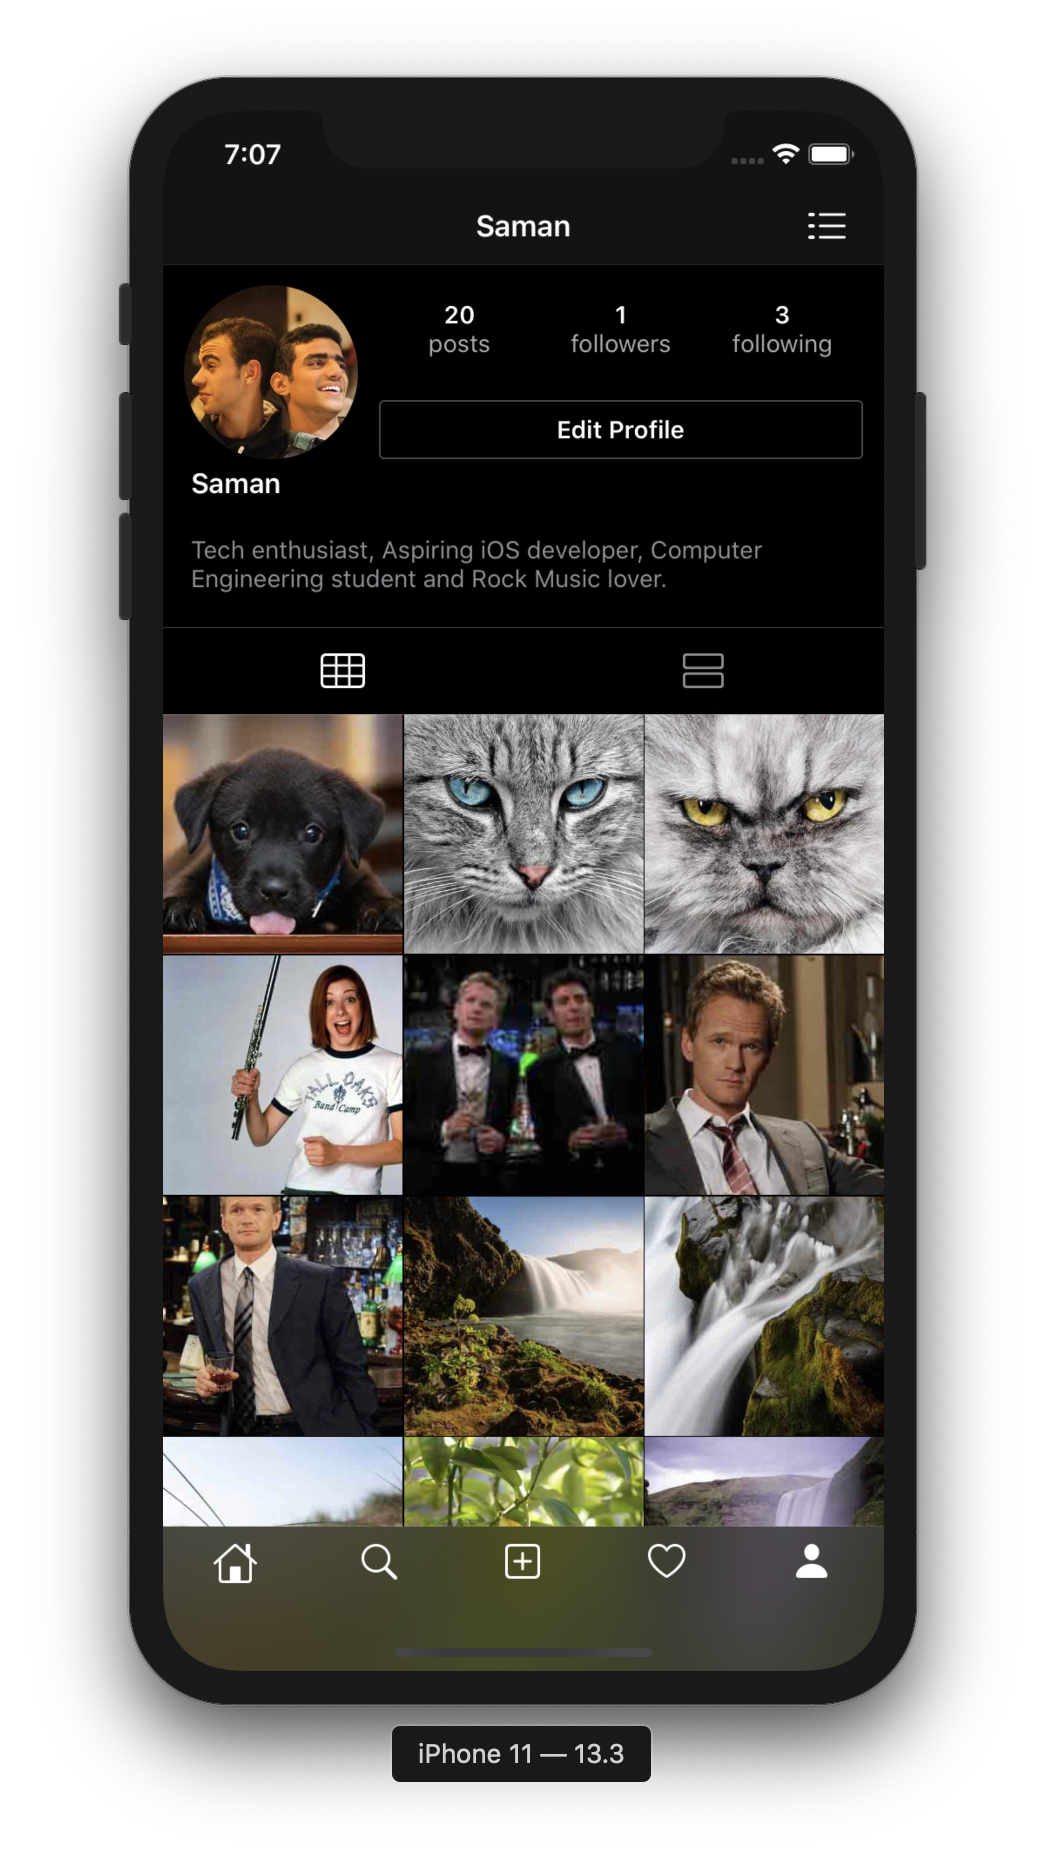 7:07
Saman
20 1 3
posts followers following
Edit Profile
Saman
Tech enthusiast, Aspiring iOS developer, Computer
Engineering student and Rock Music lover.
TALL OAKS
Band Camp
iPhone 11 — 13.3